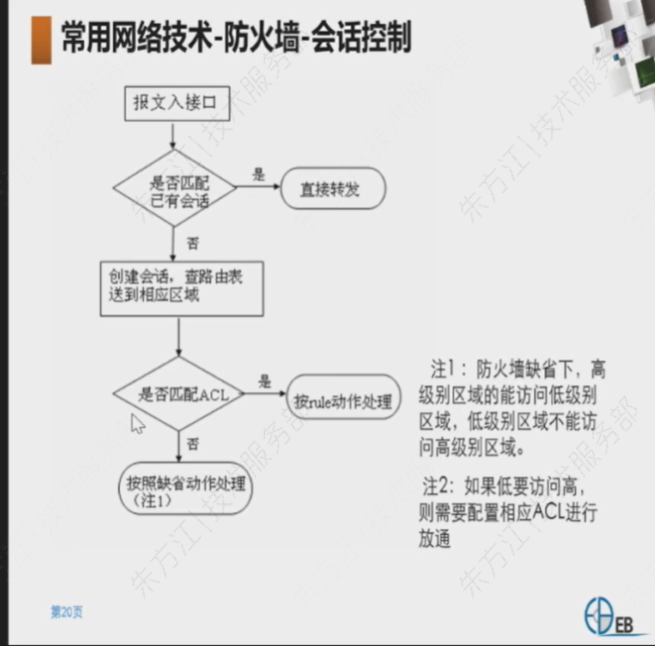 常用网络技术-防火墙-会话控制
报文入接口
是否匹配
已有会话
是
直接转发
否
创建会话，查路由表
送到相应区域
是否匹配ACL
是
按rule动作处理
否
按照缺省动作处理
（注1）
注1：防火墙缺省下，高
级别区域的能访问低级别
区域，低级别区域不能访
问高级别区域。
注2：如果低要访问高，
则需要配置相应ACL进行
放通
第20页
EB
朱方江|技术服务部
朱方江|技术服务部
朱方江|技术服务部
朱方江|技术服务部